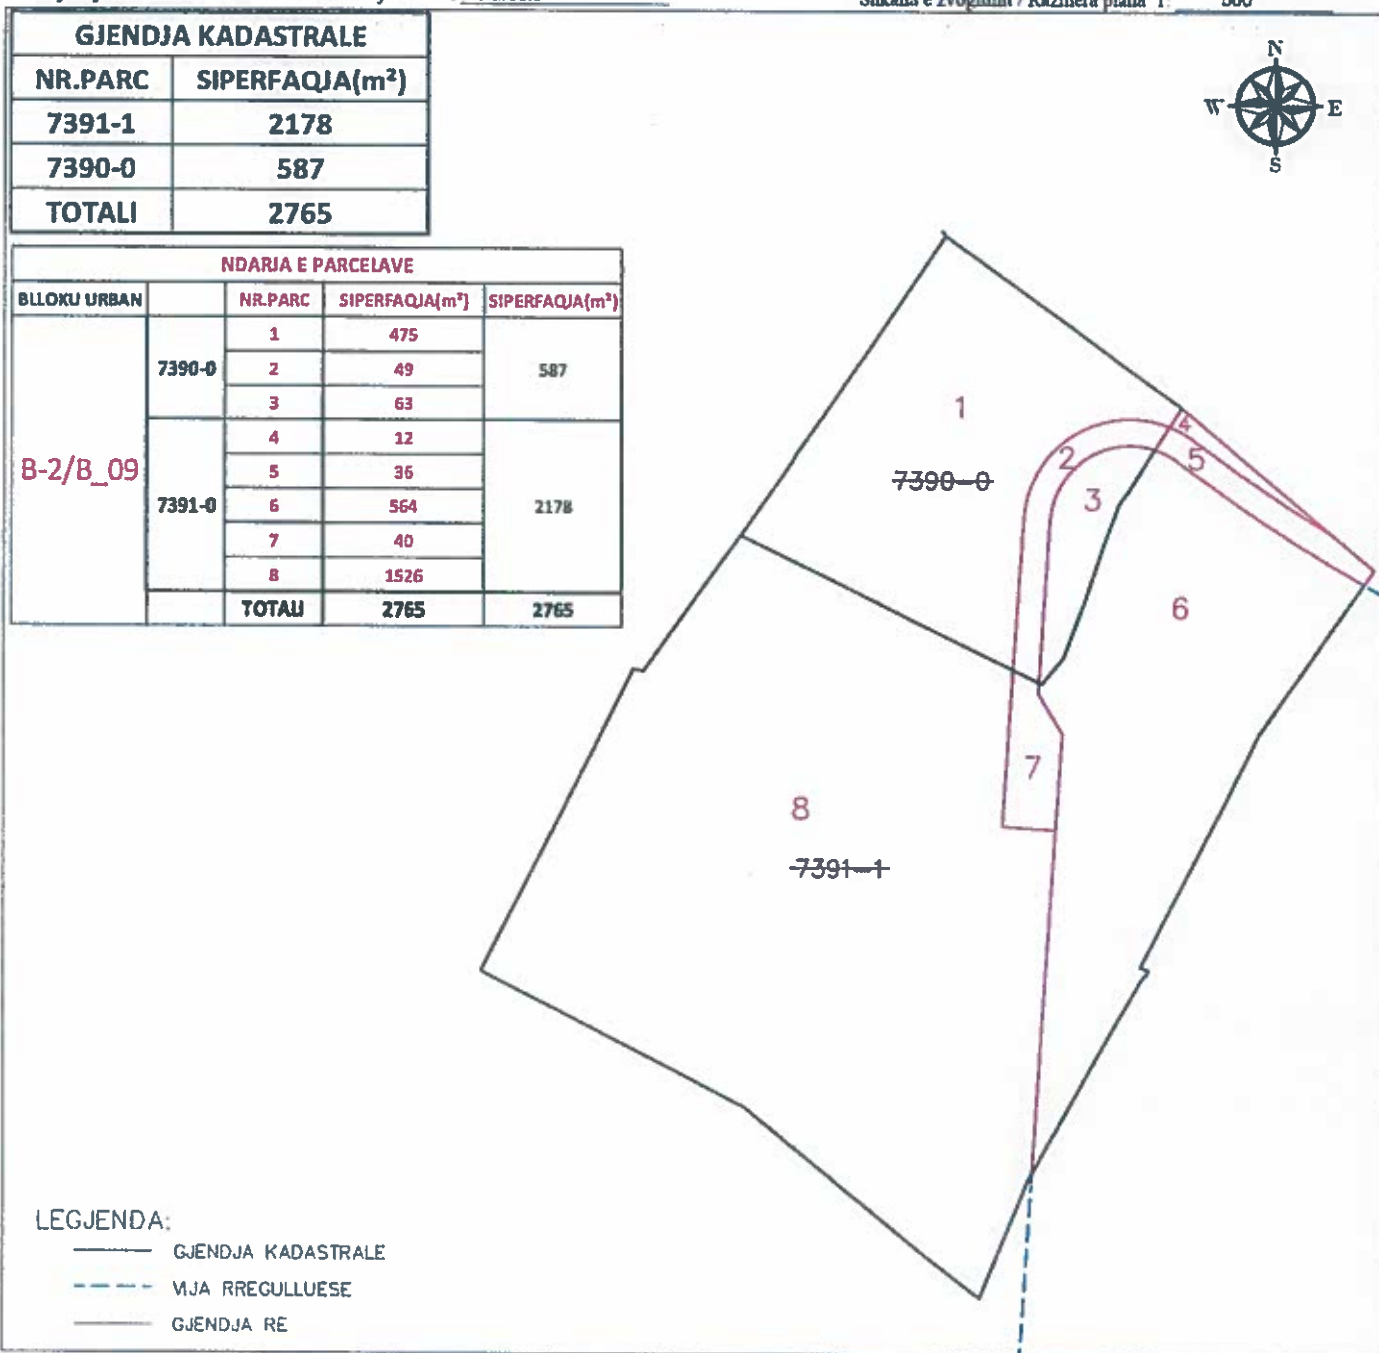 GJENDJA KADASTRALE
NR.PARC SIPERFAQJA(m²)
7391-1 2178
7390-0 587
TOTALI 2765
N
W E
S
NDARJA E PARCELAVE
BLLOKU URBAN NR.PARC SIPERFAQJA(m²) SIPERFAQJA(m²)
B-2/B_09
7390-0
1 475
2 49
3 63
587
7391-0
4 12
5 36
6 564
7 40
8 1526
2178
TOTALI 2765 2765
1
7390-0
2
3
4
5
6
7
8
7391-1
LEGJENDA:
GJENDJA KADASTRALE
VIJA RREGULLUESE
GJENDJA RE